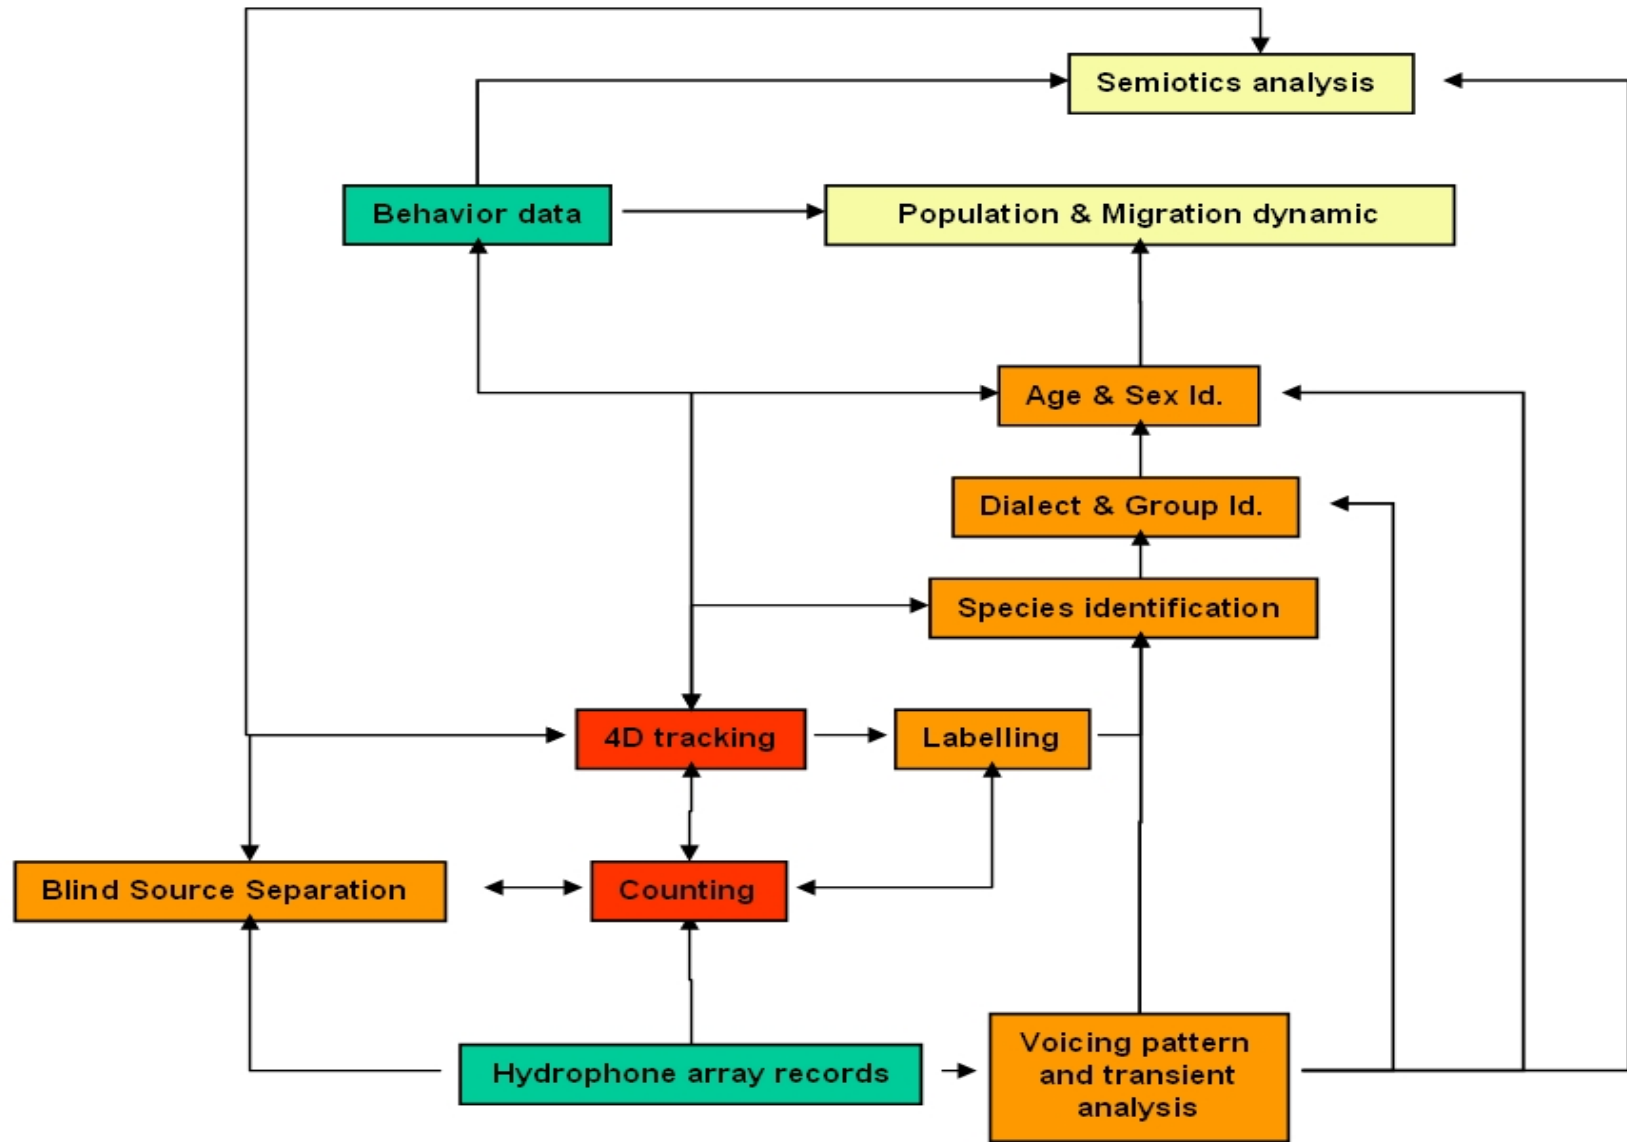 Semiotics analysis
Behavior data
Population & Migration dynamic
Age & Sex Id.
Dialect & Group Id.
Species identification
4D tracking
Labelling
Blind Source Separation
Counting
Hydrophone array records
Voicing pattern
and transient
analysis